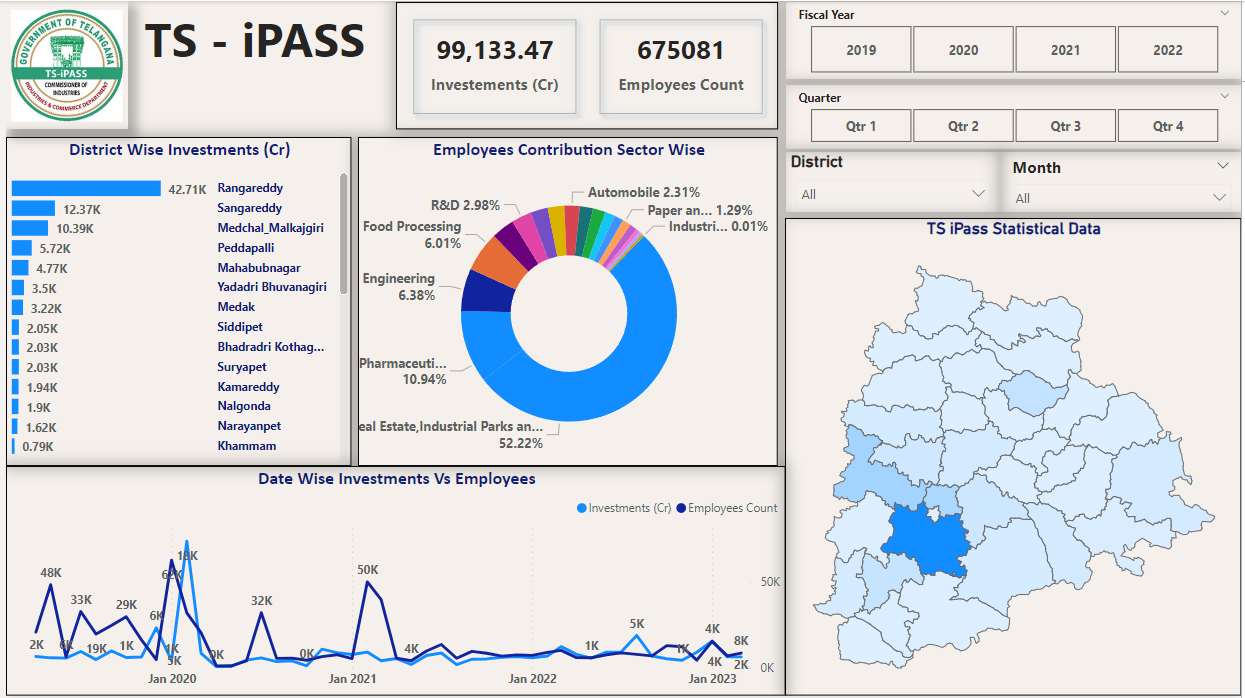 GOVERNMENT OF TELANGANA
TS-iPASS
COMMISSIONER OF
INDUSTRIES
INDUSTRIES & COMMERCE DEPARTMENT
TS - iPASS
99,133.47
Investements (Cr)
675081
Employees Count
Fiscal Year
2019
2020
2021
2022
Quarter
Qtr 1
Qtr 2
Qtr 3
Qtr 4
District
All
Month
All
District Wise Investments (Cr)
42.71K Rangareddy
12.37K Sangareddy
10.39K Medchal_Malkajgiri
5.72K Peddapalli
4.77K Mahabubnagar
3.5K Yadadri Bhuvanagiri
3.22K Medak
2.05K Siddipet
2.03K Bhadradri Kothag...
2.03K Suryapet
1.94K Kamareddy
1.9K Nalgonda
1.62K Narayanpet
0.79K Khammam
Employees Contribution Sector Wise
Automobile 2.31%
R&D 2.98%
Paper an... 1.29%
Industri... 0.01%
Food Processing
6.01%
Engineering
6.38%
Pharmaceuti...
10.94%
eal Estate,Industrial Parks an...
52.22%
TS iPass Statistical Data
Date Wise Investments Vs Employees
Investments (Cr)
Employees Count
48K
33K
29K
32K
50K
50K
2K
19K
1K
6K
1K
0K
0K
4K
1K
5K
1K
4K
4K
8K
2K
0K
Jan 2020
Jan 2021
Jan 2022
Jan 2023